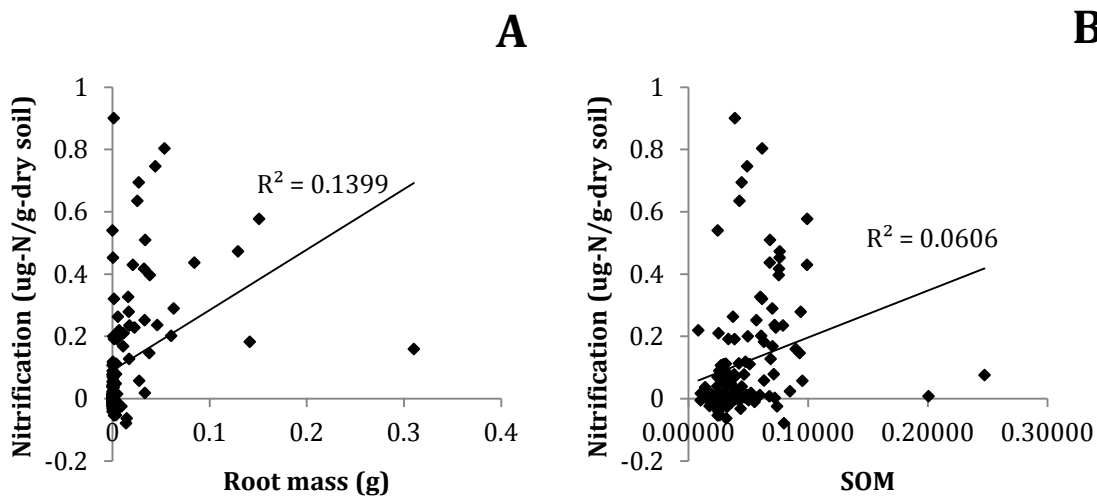 A
Nitrification (ug-N/g-dry soil)
1
0.8
0.6
0.4
0.2
0
-0.2
R² = 0.1399
0
0.1
0.2
0.3
0.4
Root mass (g)
B
Nitrification (ug-N/g-dry soil)
1
0.8
0.6
0.4
0.2
0
-0.2
R² = 0.0606
0.00000
0.10000
0.20000
0.30000
SOM